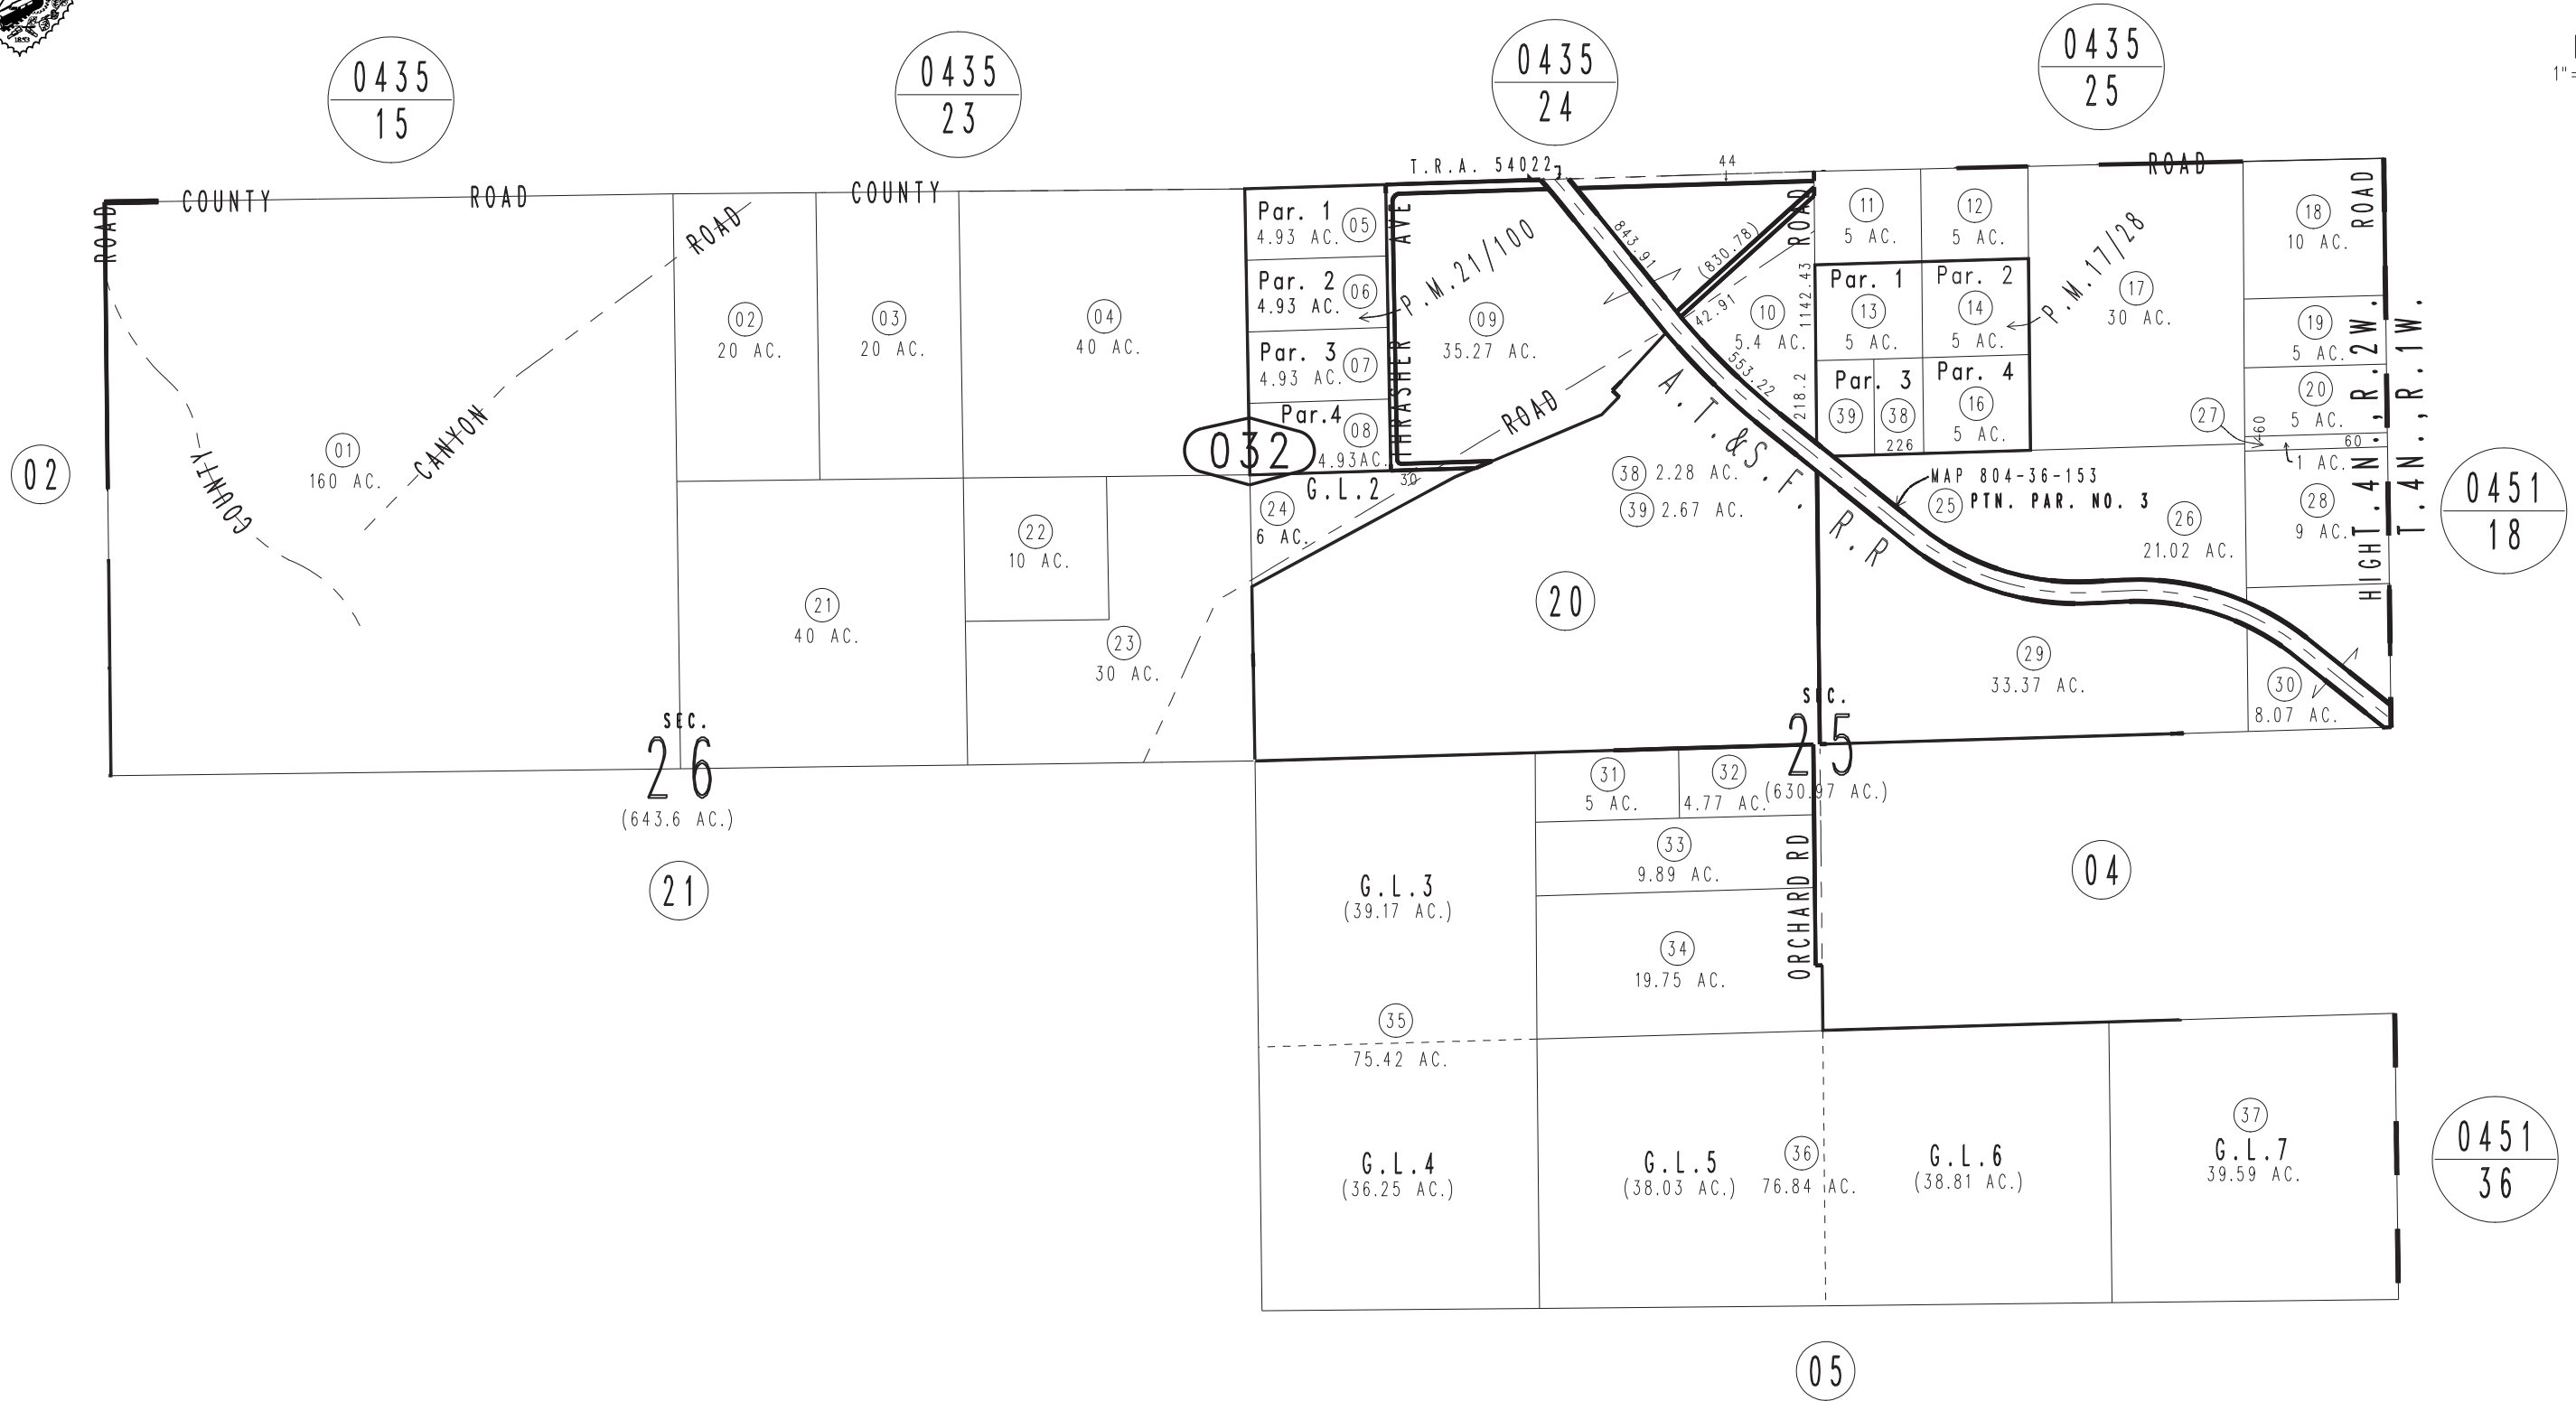 1853
1"=
0435
15
0435
23
0435
24
0435
25
T.R.A. 54022
44
COUNTY
ROAD
COUNTY
ROAD
ROAD
ROAD
ROAD
COUNTY
CANYON
01
160 AC.
02
20 AC.
03
20 AC.
04
40 AC.
Par. 1
4.93 AC.
05
Par. 2
4.93 AC.
06
Par. 3
4.93 AC.
07
Par.4
08
4.93AC.
032
THRASHER AVE
P.M.21/100
09
35.27 AC.
843.91
(830.78)
42.91
553.22
10
5.4 AC.
1142.43
218.2
ROAD
ROAD
A.T.&S.F. R.R
11
5 AC.
12
5 AC.
Par. 1
13
5 AC.
Par. 2
14
5 AC.
Par. 3
39
38
226
Par. 4
16
5 AC.
P.M.17/28
17
30 AC.
18
10 AC.
ROAD
19
5 AC.
20
5 AC.
27
60
60
1 AC.
28
9 AC.
HIGHT.4N.,R.2W.
T.4N.,R.1W.
02
0451
18
G.L.2
30
24
6 AC.
38 2.28 AC.
39 2.67 AC.
MAP 804-36-153
25 PTN. PAR. NO. 3
26
21.02 AC.
22
10 AC.
21
40 AC.
23
30 AC.
20
29
33.37 AC.
30
8.07 AC.
SEC.
26
(643.6 AC.)
21
SEC.
25
(630.97 AC.)
31
5 AC.
32
4.77 AC.
33
9.89 AC.
34
19.75 AC.
ORCHARD RD
04
G.L.3
(39.17 AC.)
35
75.42 AC.
G.L.4
(36.25 AC.)
G.L.5
(38.03 AC.)
36
76.84 AC.
G.L.6
(38.81 AC.)
37
G.L.7
39.59 AC.
0451
36
05